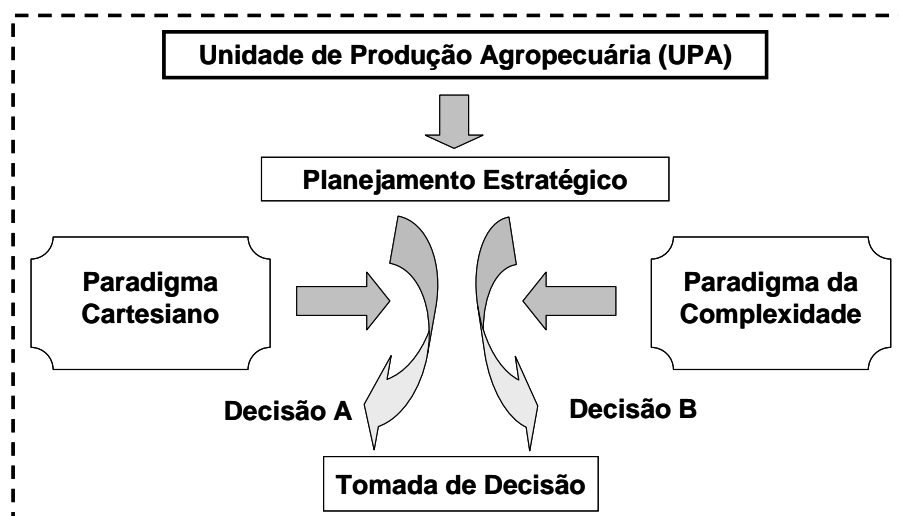 Unidade de Produção Agropecuária (UPA)
Planejamento Estratégico
Paradigma
Cartesiano
Paradigma da
Complexidade
Decisão A
Decisão B
Tomada de Decisão